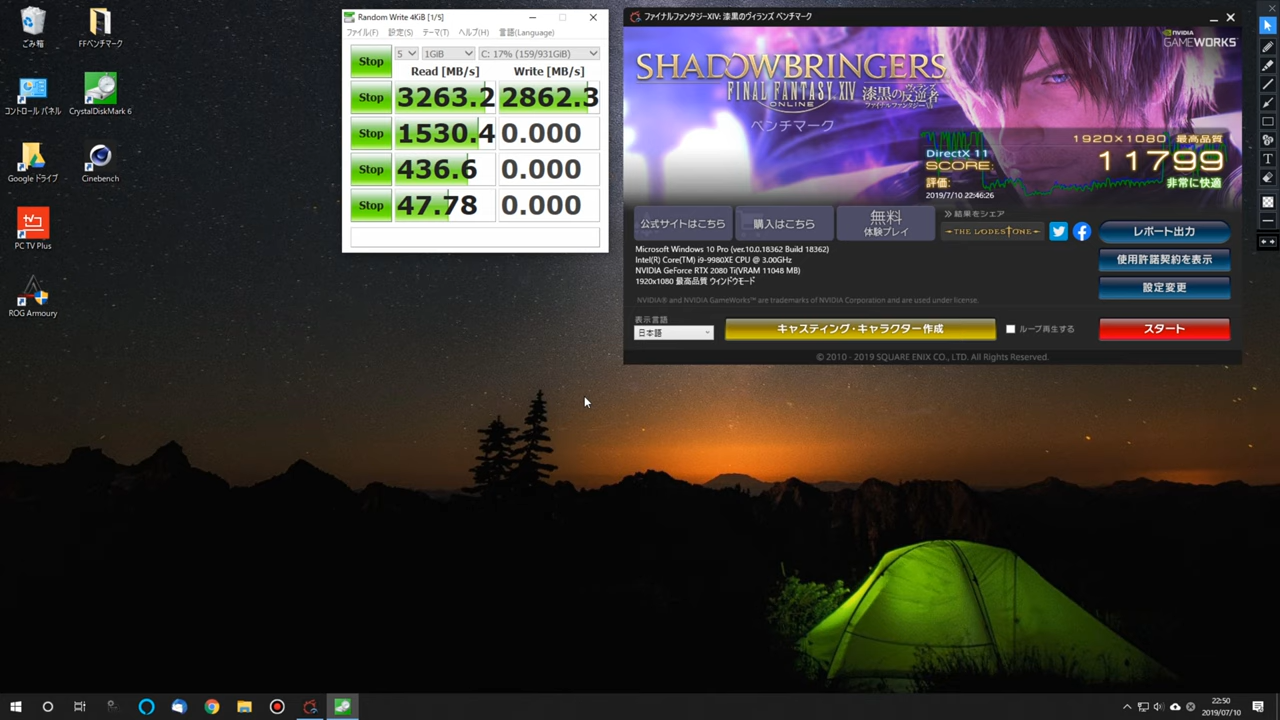 ごみ箱
FFベンチマーク
コントロール パネル
CrystalDiskMark 6
Google ドライブ
Cinebench
PC TV Plus
ROG Armoury
Random Write 4KiB [1/5]
ファイル(F) 設定(S) テーマ(T) ヘルプ(H) 言語(Language)
Stop 5 1GiB C: 17% (159/931GiB)
Read [MB/s] Write [MB/s]
Stop 3263.2 2862.3
Stop 1530.4 0.000
Stop 436.6 0.000
Stop 47.78 0.000
ファイナルファンタジーXIV: 漆黒のヴィランズ ベンチマーク
NVIDIA
GAMEWORKS
SHADOWBRINGERS
FINAL FANTASY XIV 漆黒の反逆者
ONLINE ファイナルファンタジーXIV
ベンチマーク
1920×1080 最高品質
DirectX 11
SCORE: 11799
評価:
非常に快適
2019/7/10 22:46:26
公式サイトはこちら
購入はこちら
無料
体験プレイ
結果をシェア
THE LODESTONE
レポート出力
使用許諾契約を表示
設定変更
Microsoft Windows 10 Pro (ver.10.0.18362 Build 18362)
Intel(R) Core(TM) i9-9980XE CPU @ 3.00GHz
NVIDIA GeForce RTX 2080 Ti(VRAM 11048 MB)
1920x1080 最高品質 ウィンドウモード
NVIDIA® and NVIDIA GameWorks™ are trademarks of NVIDIA Corporation and are used under license.
表示言語
日本語
キャスティング・キャラクター作成
ループ再生する
スタート
© 2010 - 2019 SQUARE ENIX CO., LTD. All Rights Reserved.
22:50
2019/07/10